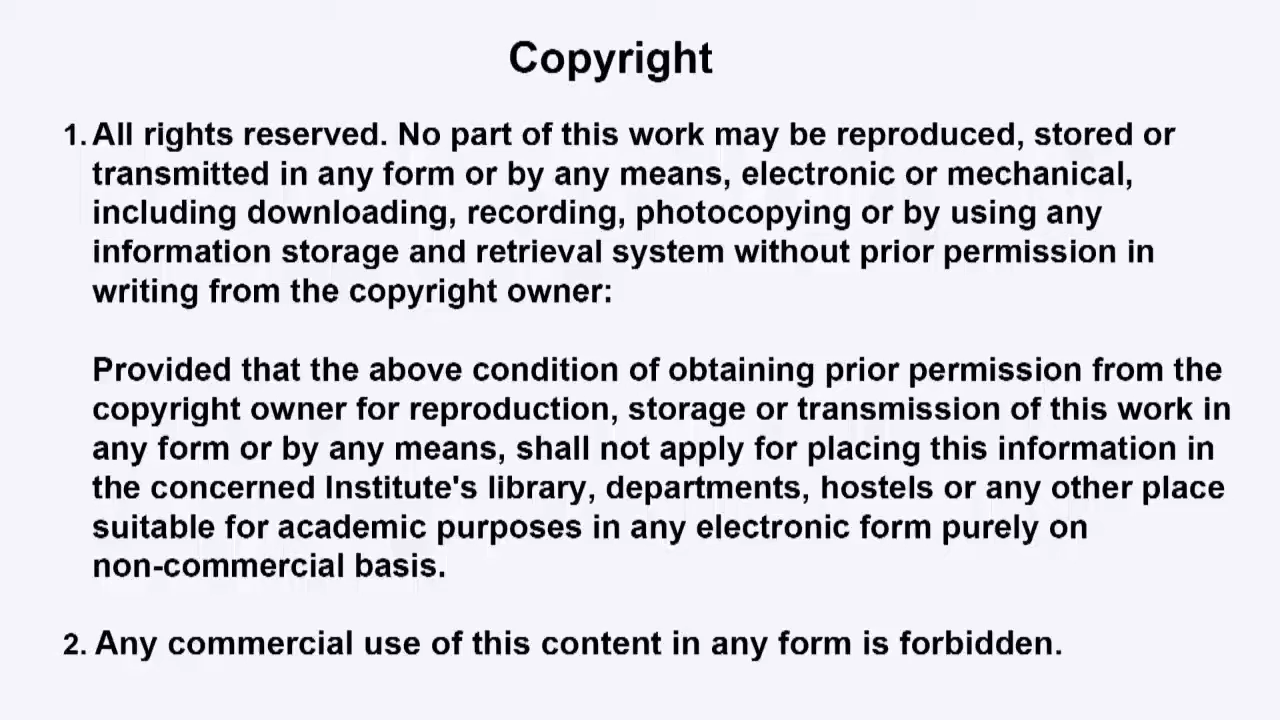 Copyright
1. All rights reserved. No part of this work may be reproduced, stored or
transmitted in any form or by any means, electronic or mechanical,
including downloading, recording, photocopying or by using any
information storage and retrieval system without prior permission in
writing from the copyright owner:
Provided that the above condition of obtaining prior permission from the
copyright owner for reproduction, storage or transmission of this work in
any form or by any means, shall not apply for placing this information in
the concerned Institute's library, departments, hostels or any other place
suitable for academic purposes in any electronic form purely on
non-commercial basis.
2. Any commercial use of this content in any form is forbidden.